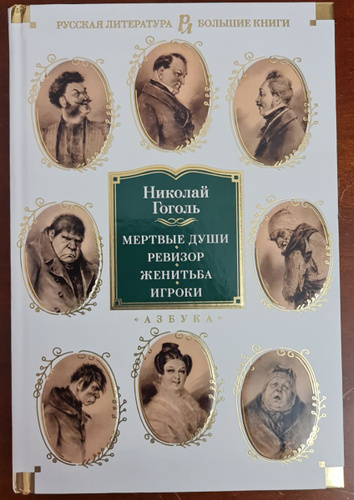 РУССКАЯ ЛИТЕРАТУРА РЛ БОЛЬШИЕ КНИГИ
Николай
Гоголь
МЕРТВЫЕ ДУШИ
РЕВИЗОР
ЖЕНИТЬБА
ИГРОКИ
«АЗБУКА»